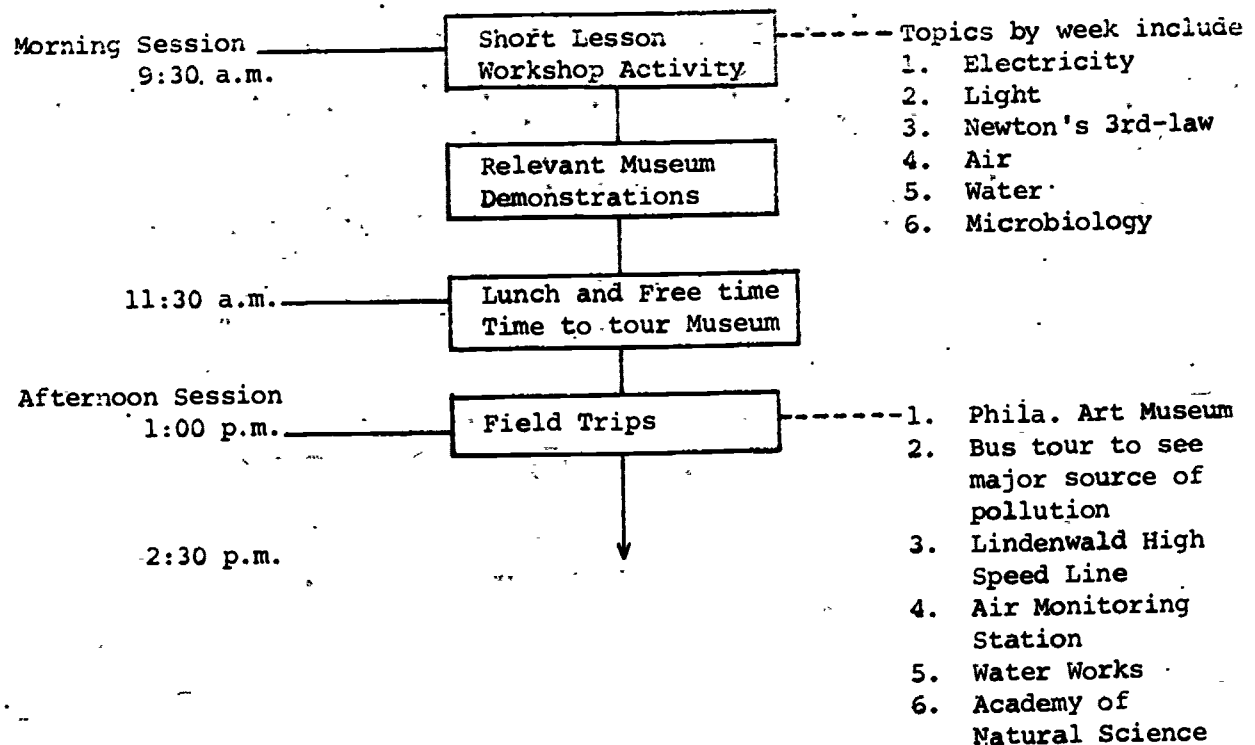 Morning Session
9:30 a.m.
Short Lesson
Workshop Activity
Topics by week include
1. Electricity
2. Light
3. Newton's 3rd-law
4. Air
5. Water
6. Microbiology
Relevant Museum
Demonstrations
11:30 a.m.
Lunch and Free time
Time to tour Museum
Afternoon Session
1:00 p.m.
Field Trips
1. Phila. Art Museum
2. Bus tour to see
major source of
pollution
3. Lindenwald High
Speed Line
4. Air Monitoring
Station
5. Water Works
6. Academy of
Natural Science
2:30 p.m.